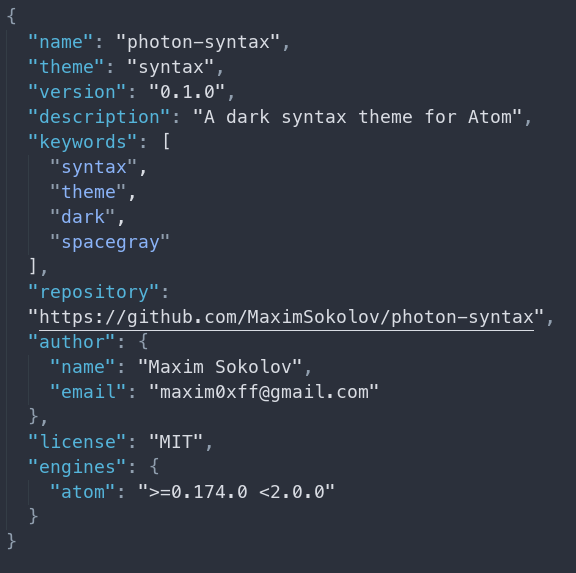 {
  "name": "photon-syntax",
  "theme": "syntax",
  "version": "0.1.0",
  "description": "A dark syntax theme for Atom",
  "keywords": [
    "syntax",
    "theme",
    "dark",
    "spacegray"
  ],
  "repository":
  "https://github.com/MaximSokolov/photon-syntax",
  "author": {
    "name": "Maxim Sokolov",
    "email": "maxim0xff@gmail.com"
  },
  "license": "MIT",
  "engines": {
    "atom": ">=0.174.0 <2.0.0"
  }
}